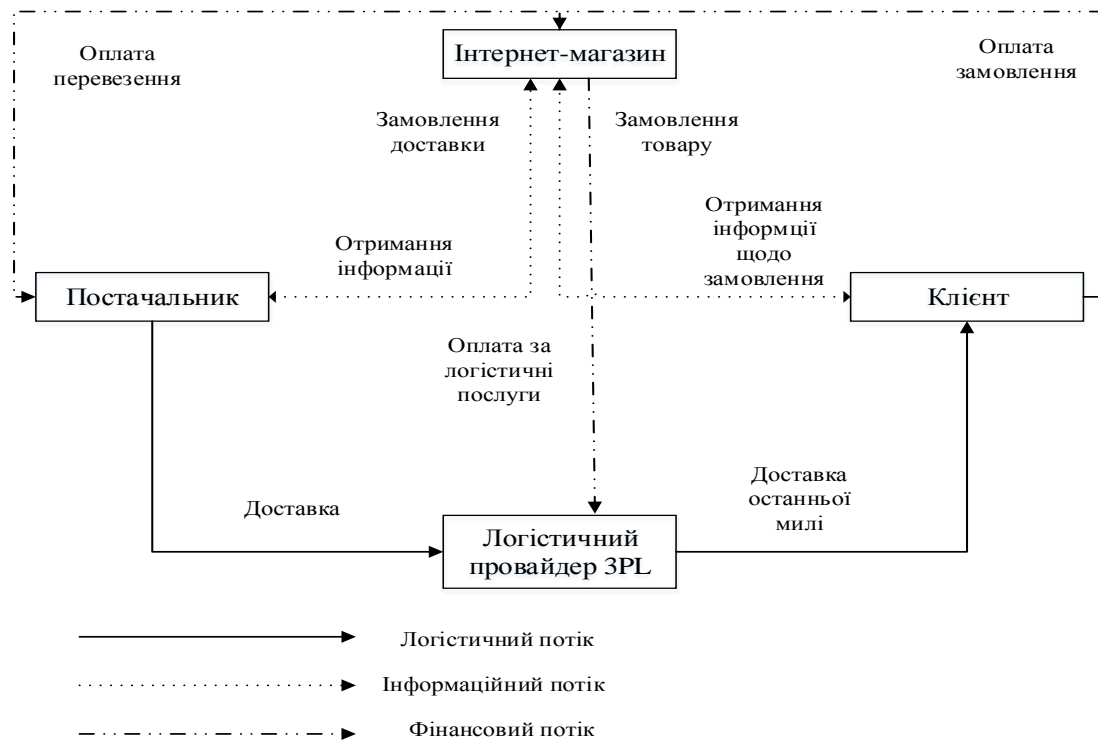 Оплата
перевезення
Інтернет-магазин
Оплата
замовлення
Замовлення
доставки
Замовлення
товару
Отримання
інформації
Отримання
інформції
щодо
замовлення
Постачальник
Клієнт
Оплата за
логістичні
послуги
Доставка
Доставка
останньої
милі
Логістичний
провайдер 3PL
Логістичний потік
Інформаційний потік
Фінансовий потік